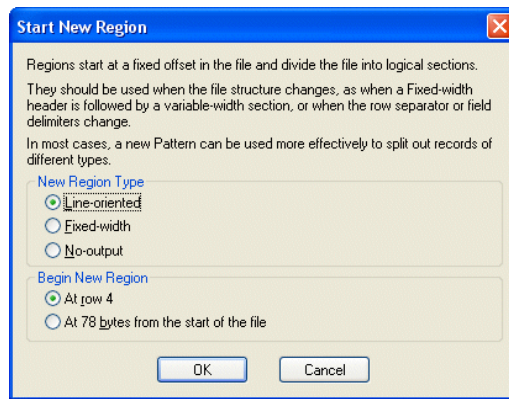 Start New Region
Regions start at a fixed offset in the file and divide the file into logical sections.
They should be used when the file structure changes, as when a Fixed-width
header is followed by a variable-width section, or when the row separator or field
delimiters change.
In most cases, a new Pattern can be used more effectively to split out records of
different types.
New Region Type
Line-oriented
Fixed-width
No-output
Begin New Region
At row 4
At 78 bytes from the start of the file
OK Cancel